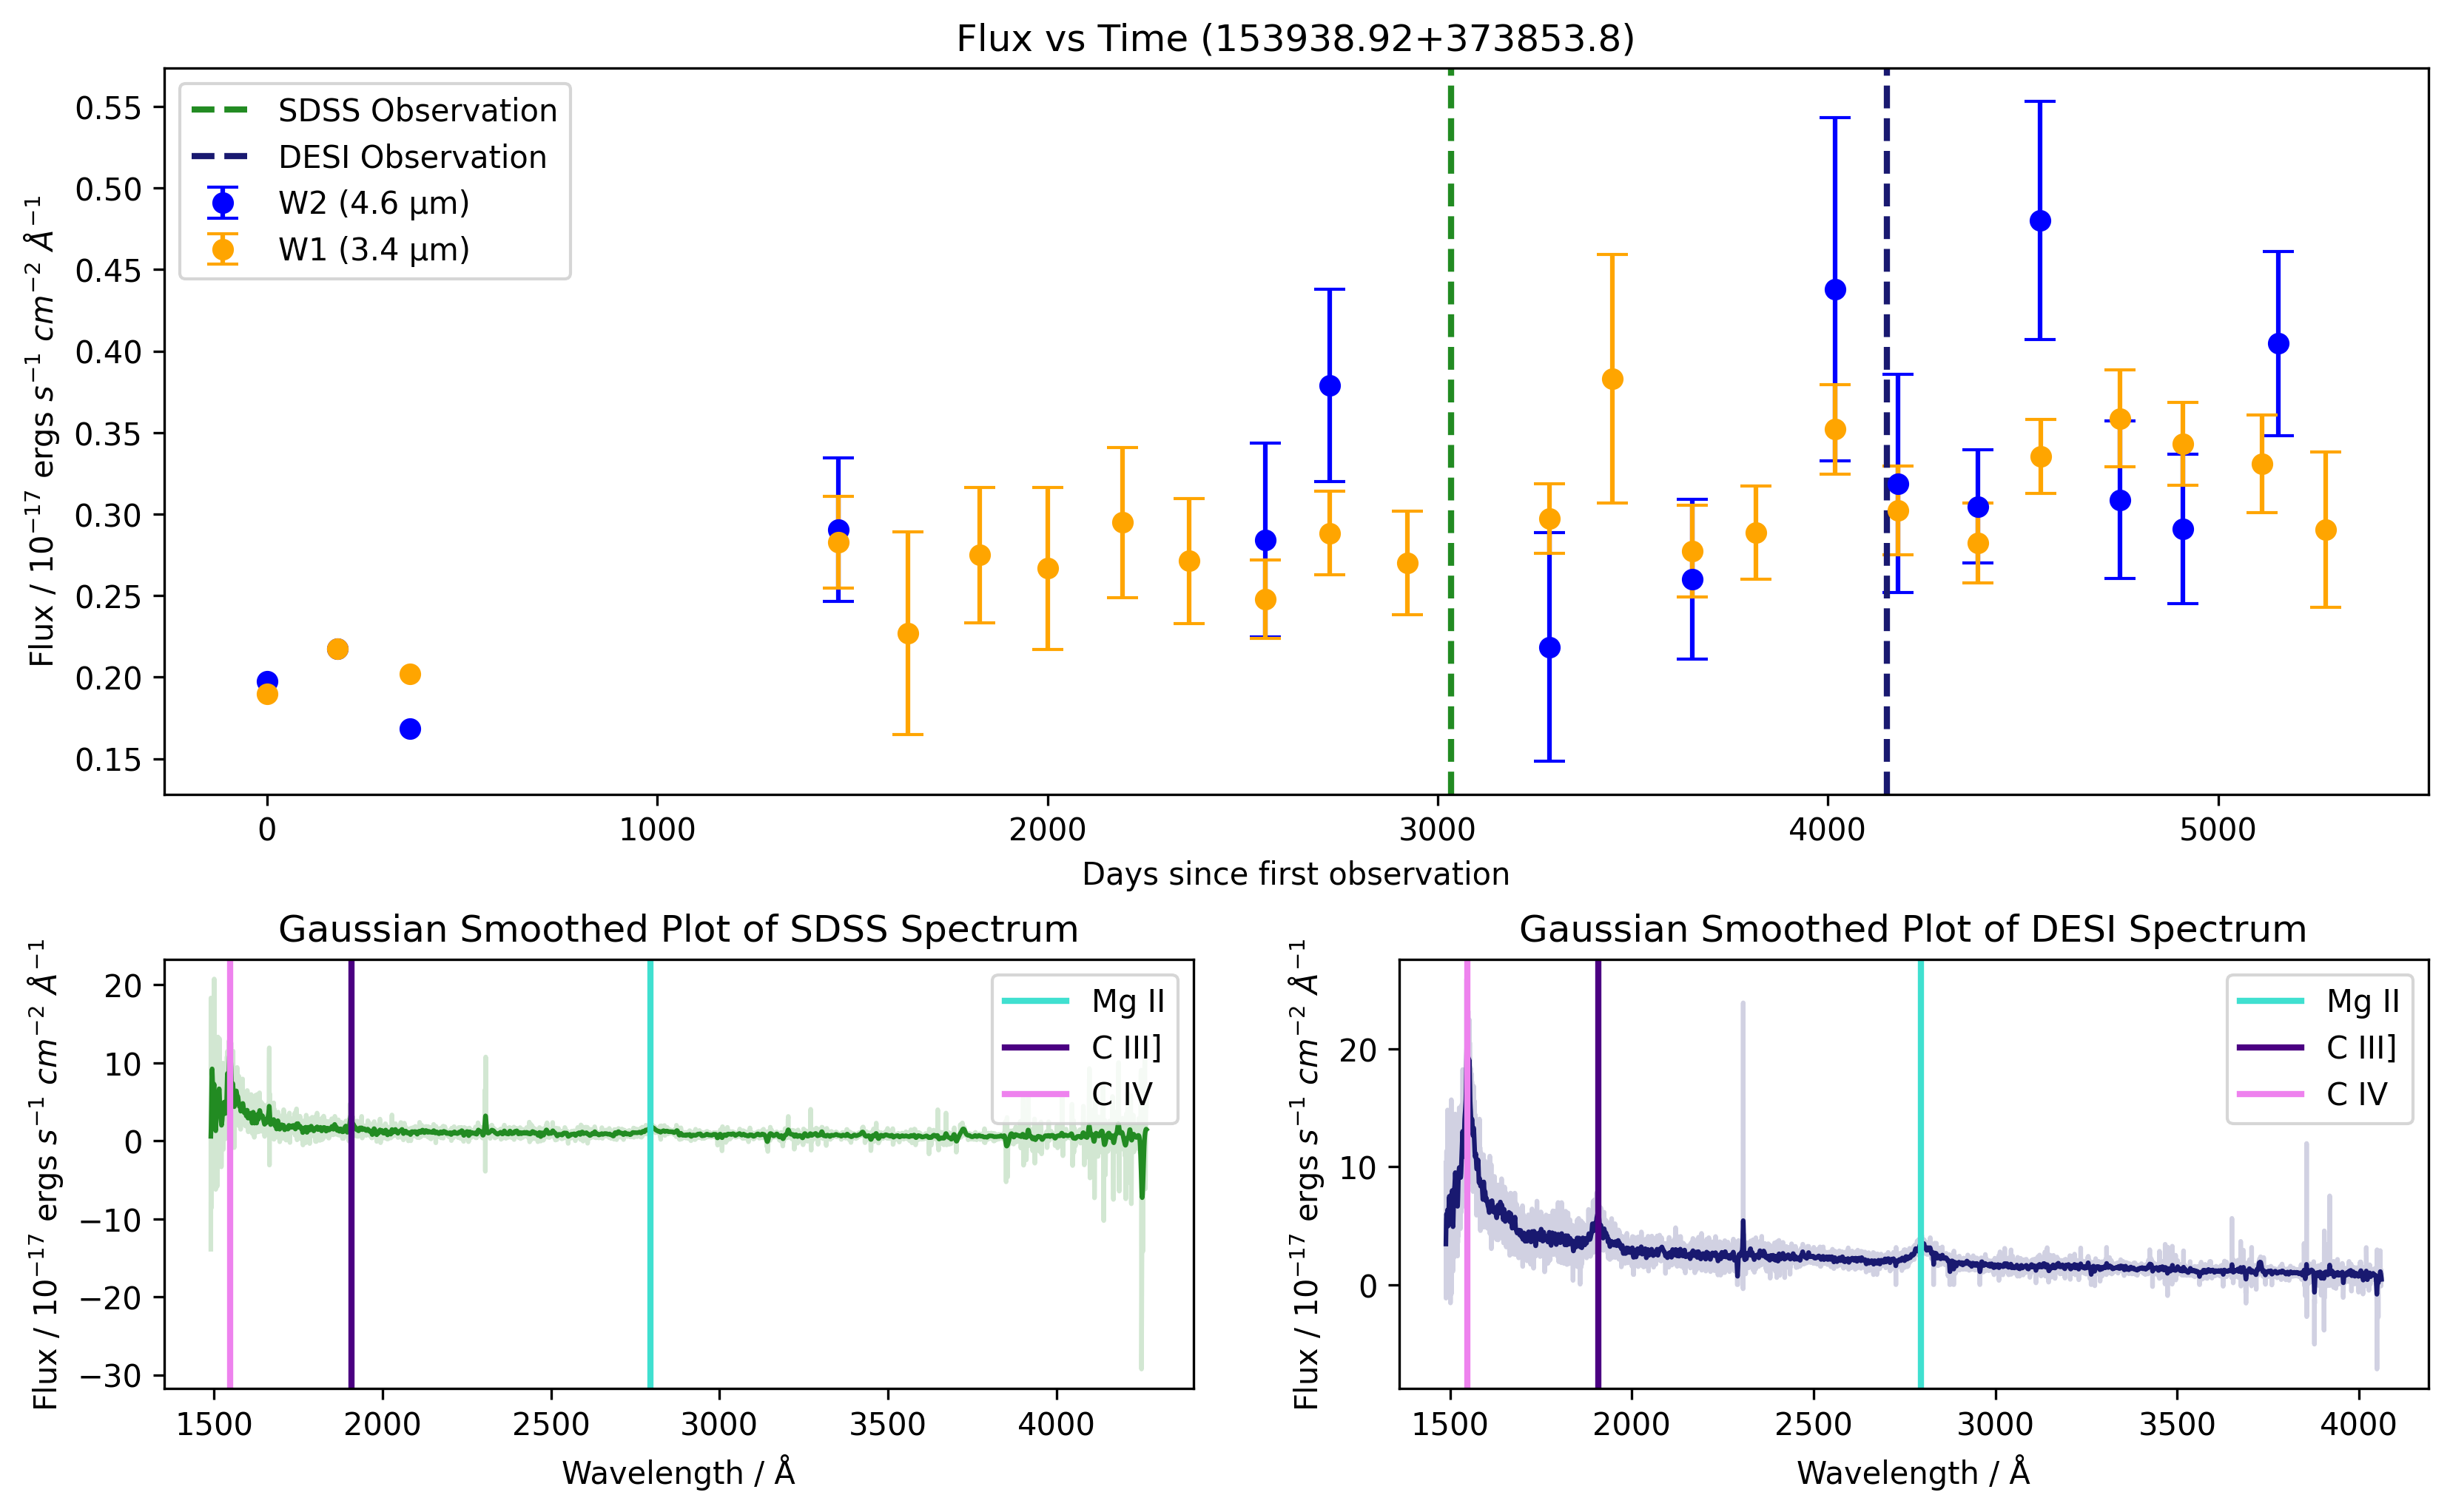 Flux vs Time (153938.92+373853.8)
Flux / 10⁻¹⁷ ergs s⁻¹ cm⁻² Å⁻¹
0.55
0.50
0.45
0.40
0.35
0.30
0.25
0.20
0.15
SDSS Observation
DESI Observation
W2 (4.6 μm)
W1 (3.4 μm)
0 1000 2000 3000 4000 5000
Days since first observation
Gaussian Smoothed Plot of SDSS Spectrum
Flux / 10⁻¹⁷ ergs s⁻¹ cm⁻² Å⁻¹
20
10
0
−10
−20
−30
Mg II
C III]
C IV
1500 2000 2500 3000 3500 4000
Wavelength / Å
Gaussian Smoothed Plot of DESI Spectrum
Flux / 10⁻¹⁷ ergs s⁻¹ cm⁻² Å⁻¹
20
10
0
Mg II
C III]
C IV
1500 2000 2500 3000 3500 4000
Wavelength / Å